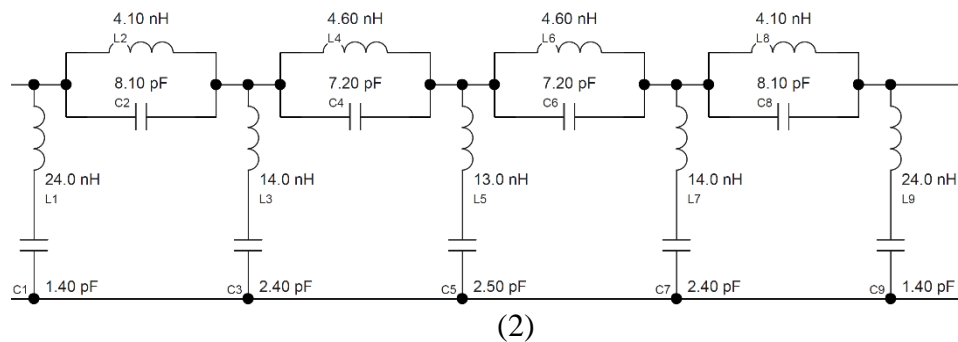 4.10 nH 4.60 nH 4.60 nH 4.10 nH
L2 L4 L6 L8
8.10 pF 7.20 pF 7.20 pF 8.10 pF
C2 C4 C6 C8
24.0 nH 14.0 nH 13.0 nH 14.0 nH 24.0 nH
L1 L3 L5 L7 L9
C1 1.40 pF C3 2.40 pF C5 2.50 pF C7 2.40 pF C9 1.40 pF
(2)